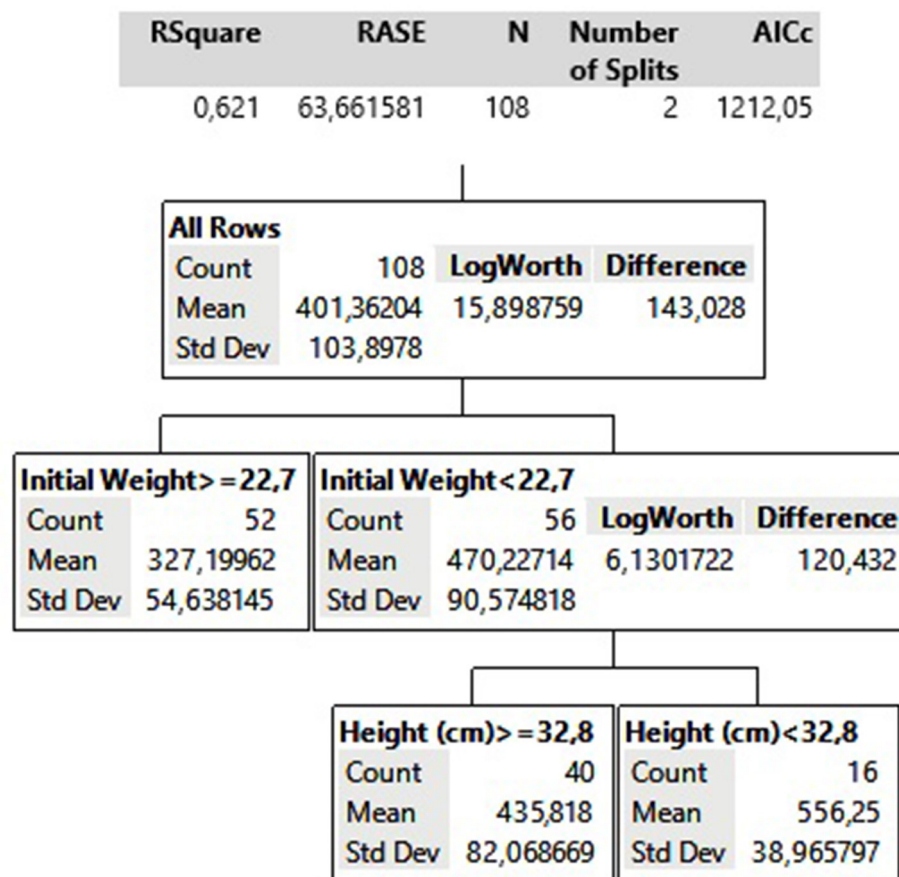 RSquare RASE N Number of Splits AICc
0,621 63,661581 108 2 1212,05
All Rows
Count 108 LogWorth Difference
Mean 401,36204 15,898759 143,028
Std Dev 103,8978
Initial Weight>=22,7
Count 52
Mean 327,19962
Std Dev 54,638145
Initial Weight<22,7
Count 56 LogWorth Difference
Mean 470,22714 6,1301722 120,432
Std Dev 90,574818
Height (cm)>=32,8
Count 40
Mean 435,818
Std Dev 82,068669
Height (cm)<32,8
Count 16
Mean 556,25
Std Dev 38,965797